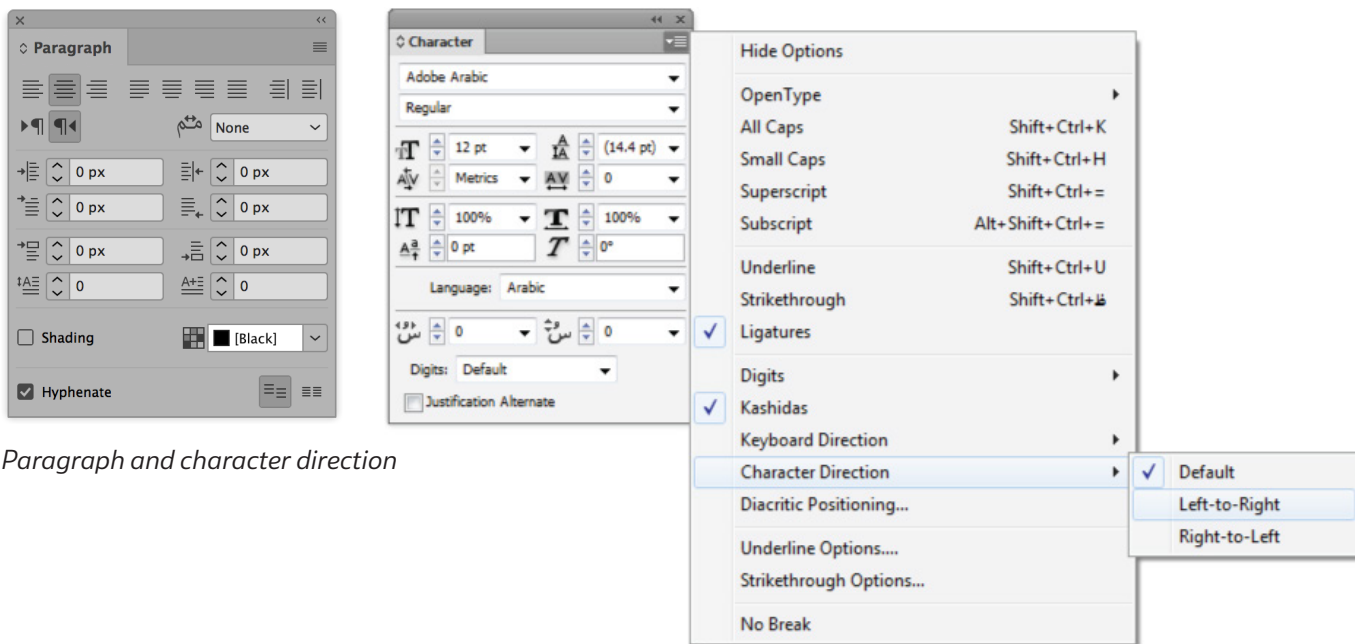 Paragraph
None
0 px
0 px
0 px
0 px
0 px
0 px
0
0
Shading
[Black]
Hyphenate
Paragraph and character direction
Character
Adobe Arabic
Regular
12 pt
(14.4 pt)
Metrics
0
100%
100%
0 pt
0°
Language: Arabic
0
0
Digits: Default
Justification Alternate
Hide Options
OpenType
All Caps Shift+Ctrl+K
Small Caps Shift+Ctrl+H
Superscript Shift+Ctrl+=
Subscript Alt+Shift+Ctrl+=
Underline Shift+Ctrl+U
Strikethrough Shift+Ctrl+ظ
Ligatures
Digits
Kashidas
Keyboard Direction
Character Direction
Diacritic Positioning...
Underline Options....
Strikethrough Options...
No Break
Default
Left-to-Right
Right-to-Left